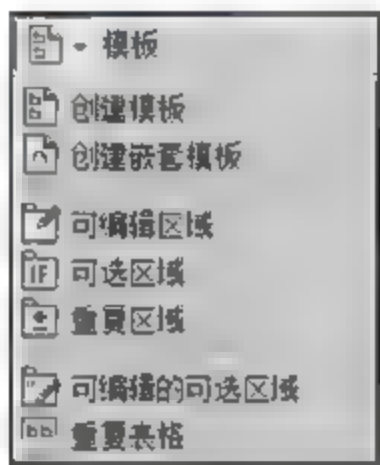 模板
创建模板
创建嵌套模板
可编辑区域
IF 可选区域
重复区域
可编辑的可选区域
重复表格